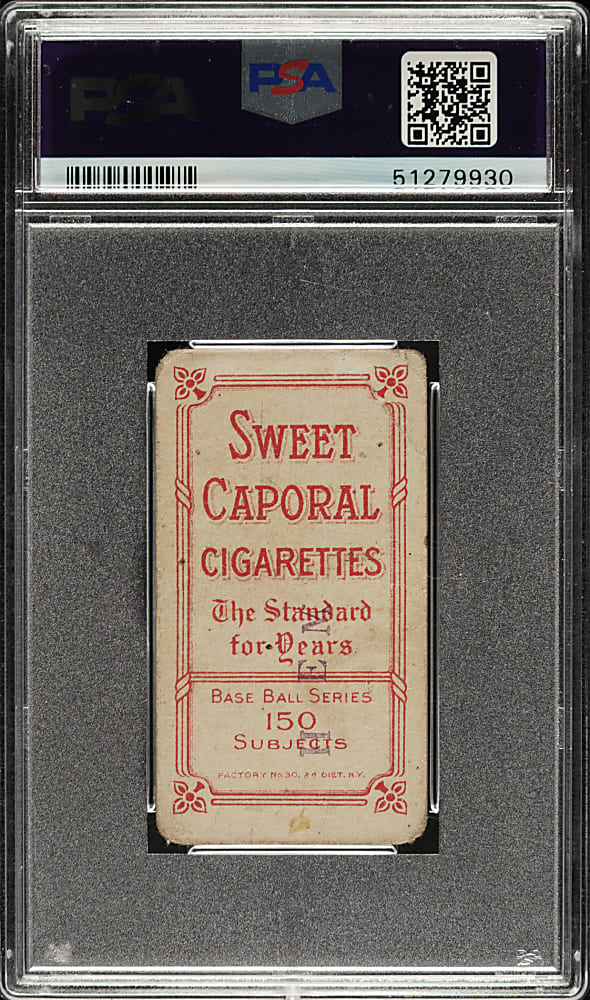 PSA
PSA
51279930
SWEET
CAPORAL
CIGARETTES
The Standard
for Years
BASE BALL SERIES
150
SUBJECTS
FACTORY No. 30, 2d DIST. N.Y.